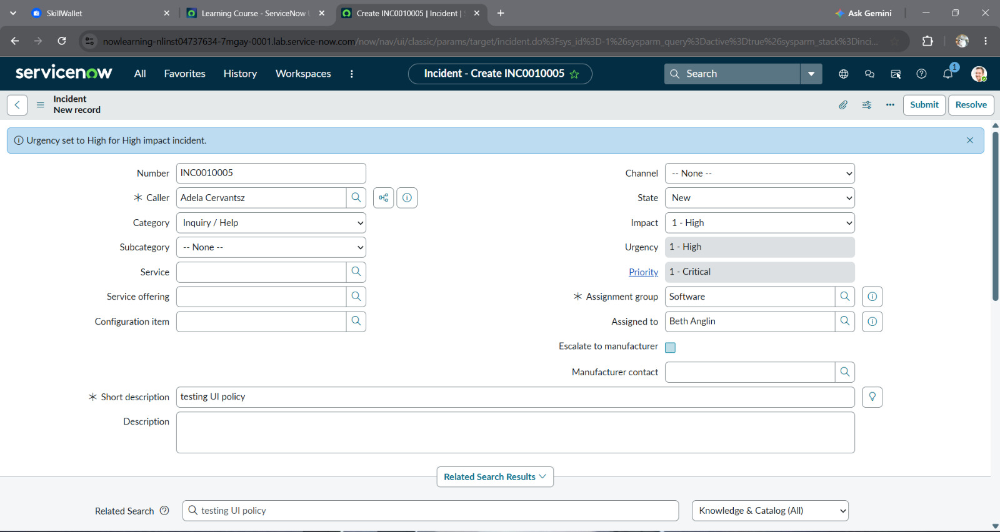 SkillWallet
Learning Course - ServiceNow
Create INC0010005 | Incident |
Ask Gemini
nowlearning-nlinst04737634-7mgay-0001.lab.service-now.com/now/nav/ui/classic/params/target/incident.do%3Fsys_id%3D-1%26sysparm_query%3Dactive%3Dtrue%26sysparm_stack%3Dinci...
servicenow
All
Favorites
History
Workspaces
Incident - Create INC0010005
Search
1
Incident
New record
Submit
Resolve
Urgency set to High for High impact incident.
Number INC0010005
Channel -- None --
Caller Adela Cervantsz
State New
Category Inquiry / Help
Impact 1 - High
Subcategory -- None --
Urgency 1 - High
Service
Priority 1 - Critical
Service offering
Assignment group Software
Configuration item
Assigned to Beth Anglin
Escalate to manufacturer
Manufacturer contact
Short description testing UI policy
Description
Related Search Results
Related Search testing UI policy Knowledge & Catalog (All)